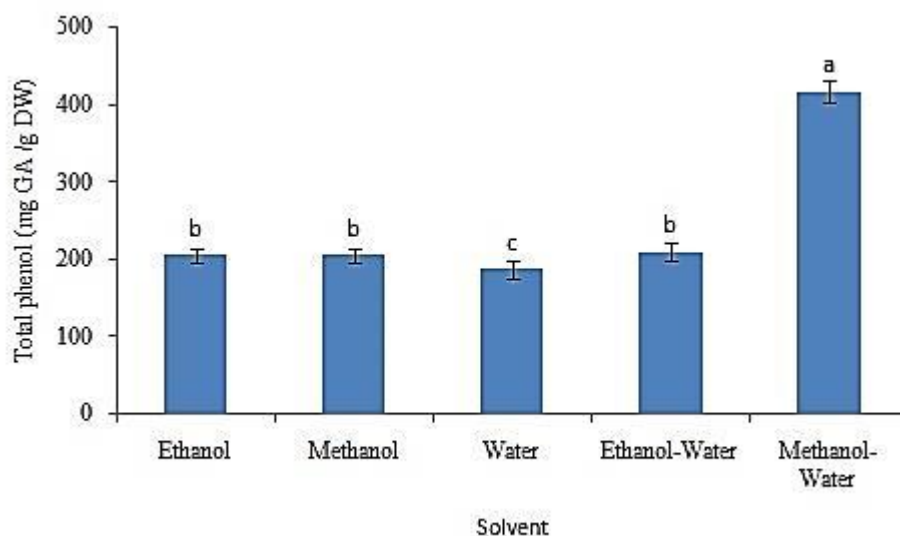 Total phenol (mg GA /g DW)
500
400
300
200
100
0
b
b
c
b
a
Ethanol
Methanol
Water
Ethanol-Water
Methanol-
Water
Solvent